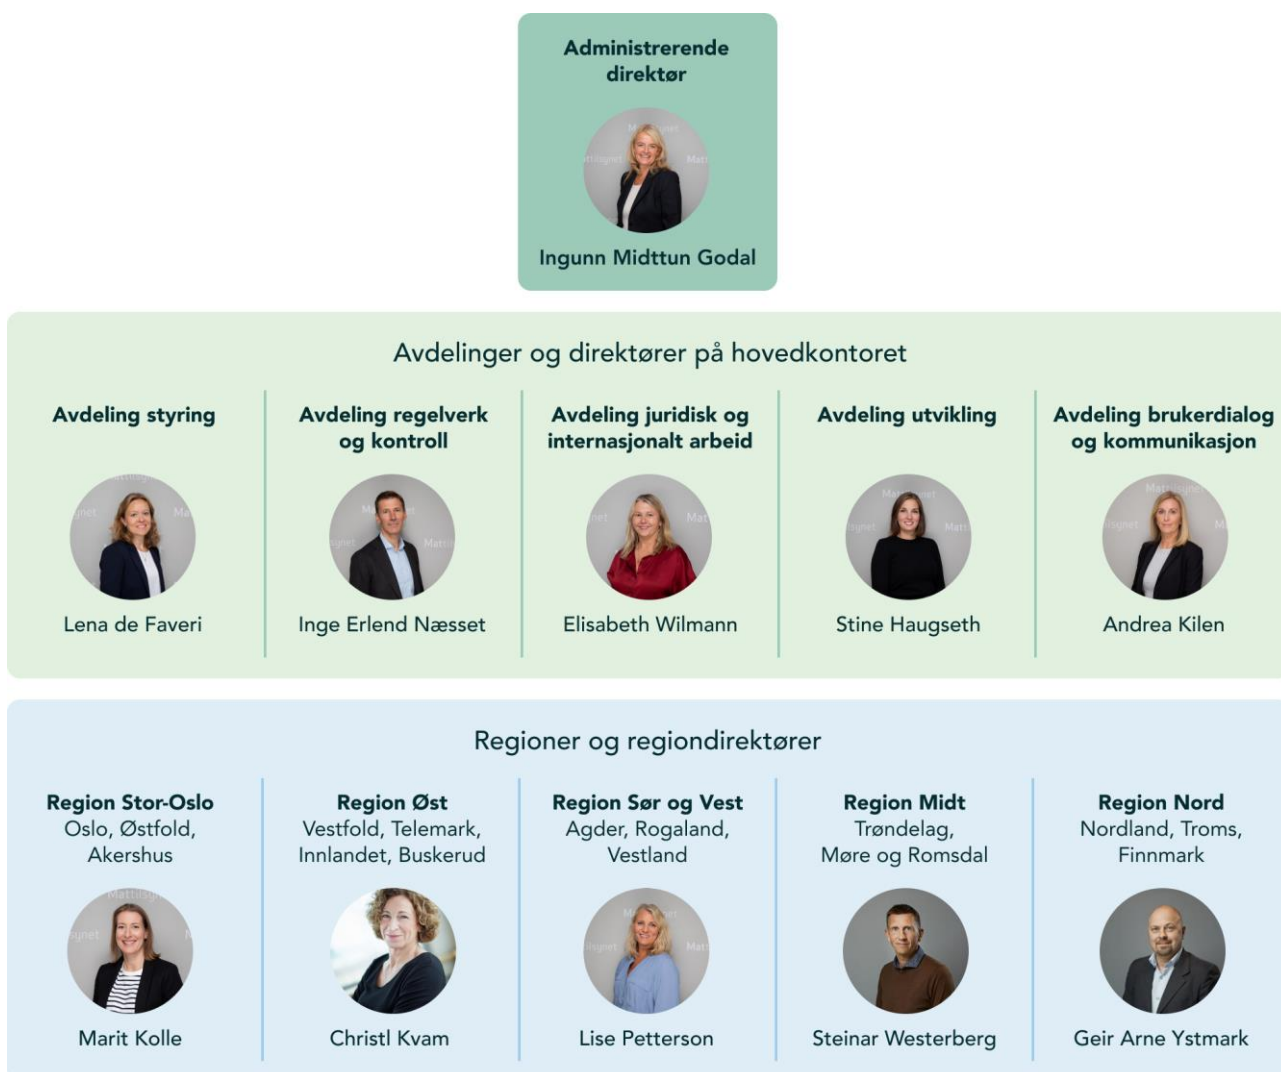 Administrerende
direktør
Mattilsynet
Ingunn Midttun Godal
Avdelinger og direktører på hovedkontoret
Avdeling styring
Avdeling regelverk
og kontroll
Avdeling juridisk og
internasjonalt arbeid
Avdeling utvikling
Avdeling brukerdialog
og kommunikasjon
Lena de Faveri
Inge Erlend Næsset
Elisabeth Wilmann
Stine Haugseth
Andrea Kilen
Regioner og regiondirektører
Region Stor-Oslo
Oslo, Østfold,
Akershus
Region Øst
Vestfold, Telemark,
Innlandet, Buskerud
Region Sør og Vest
Agder, Rogaland,
Vestland
Region Midt
Trøndelag,
Møre og Romsdal
Region Nord
Nordland, Troms,
Finnmark
Marit Kolle
Christl Kvam
Lise Petterson
Steinar Westerberg
Geir Arne Ystmark